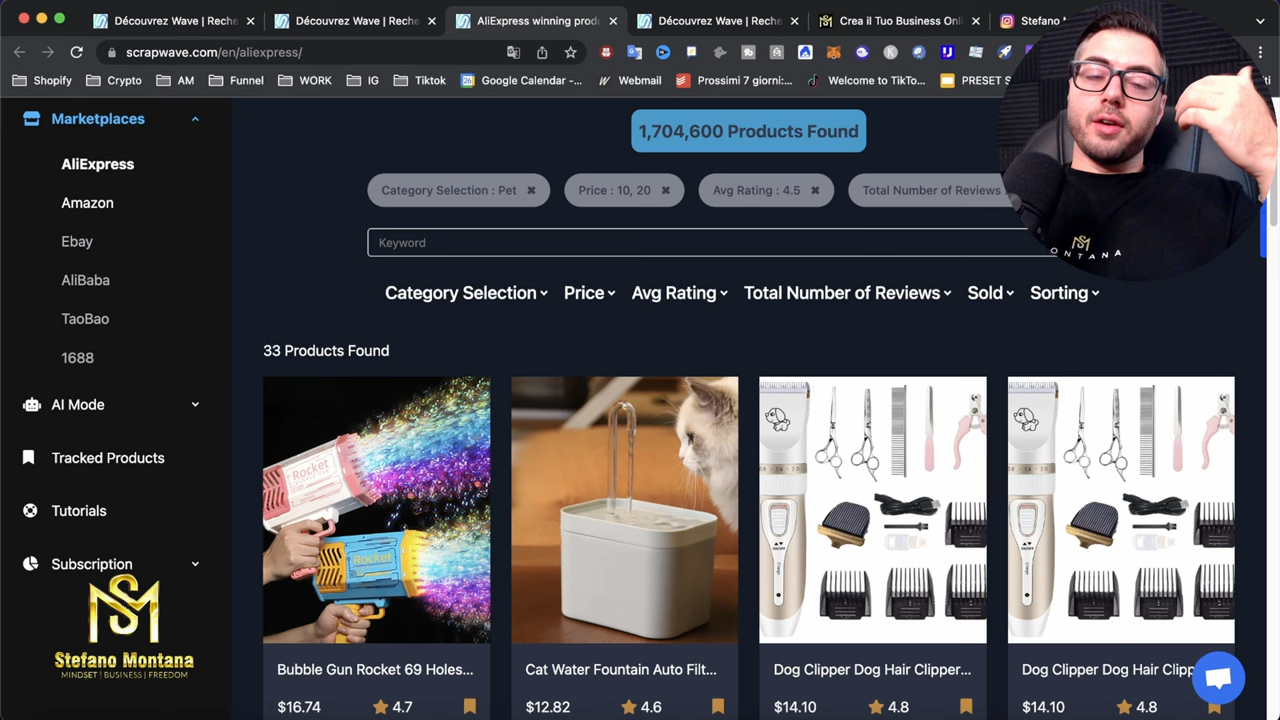 Découvrez Wave | Reche
Découvrez Wave | Reche
AliExpress winning prod
Découvrez Wave | Reche
Crea il Tuo Business Onl
Stefano
scrapwave.com/en/aliexpress/
Shopify
Crypto
AM
Funnel
WORK
IG
Tiktok
Google Calendar -...
Webmail
Prossimi 7 giorni:...
Welcome to TikTo...
PRESET S
Marketplaces
AliExpress
Amazon
Ebay
AliBaba
TaoBao
1688
AI Mode
Tracked Products
Tutorials
Subscription
Stefano Montana
MINDSET | BUSINESS | FREEDOM
1,704,600 Products Found
Category Selection : Pet
Price : 10, 20
Avg Rating : 4.5
Total Number of Reviews
Keyword
Category Selection
Price
Avg Rating
Total Number of Reviews
Sold
Sorting
33 Products Found
Rocket
Rocket
Bubble Gun Rocket 69 Holes...
$16.74
4.7
Cat Water Fountain Auto Filt...
$12.82
4.6
Dog Clipper Dog Hair Clipper...
$14.10
4.8
Dog Clipper Dog Hair Clipp
$14.10
4.8
MONTANA